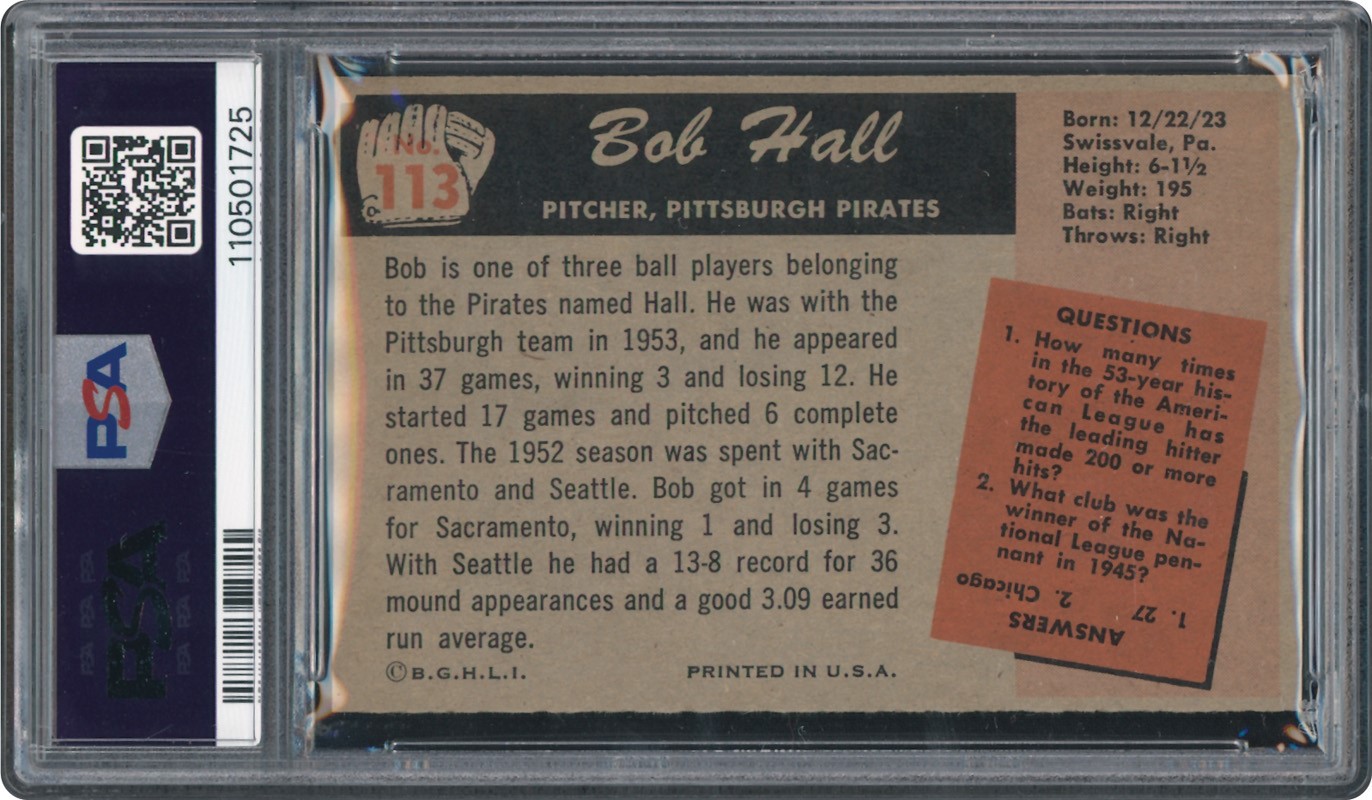 110501725
PSA
PSA
PSA PSA PSA
PSA PSA PSA
No.
113
Bob Hall
PITCHER, PITTSBURGH PIRATES
Born: 12/22/23
Swissvale, Pa.
Height: 6-1½
Weight: 195
Bats: Right
Throws: Right
Bob is one of three ball players belonging
to the Pirates named Hall. He was with the
Pittsburgh team in 1953, and he appeared
in 37 games, winning 3 and losing 12. He
started 17 games and pitched 6 complete
ones. The 1952 season was spent with Sac-
ramento and Seattle. Bob got in 4 games
for Sacramento, winning 1 and losing 3.
With Seattle he had a 13-8 record for 36
mound appearances and a good 3.09 earned
run average.
©B.G.H.L.I.
PRINTED IN U.S.A.
QUESTIONS
1. How many times
in the 53-year his-
tory of the Ameri-
can League has
the leading hitter
made 200 or more
hits?
2. What club was the
winner of the Na-
tional League pen-
nant in 1945?
ANSWERS
1. 27 2. Chicago